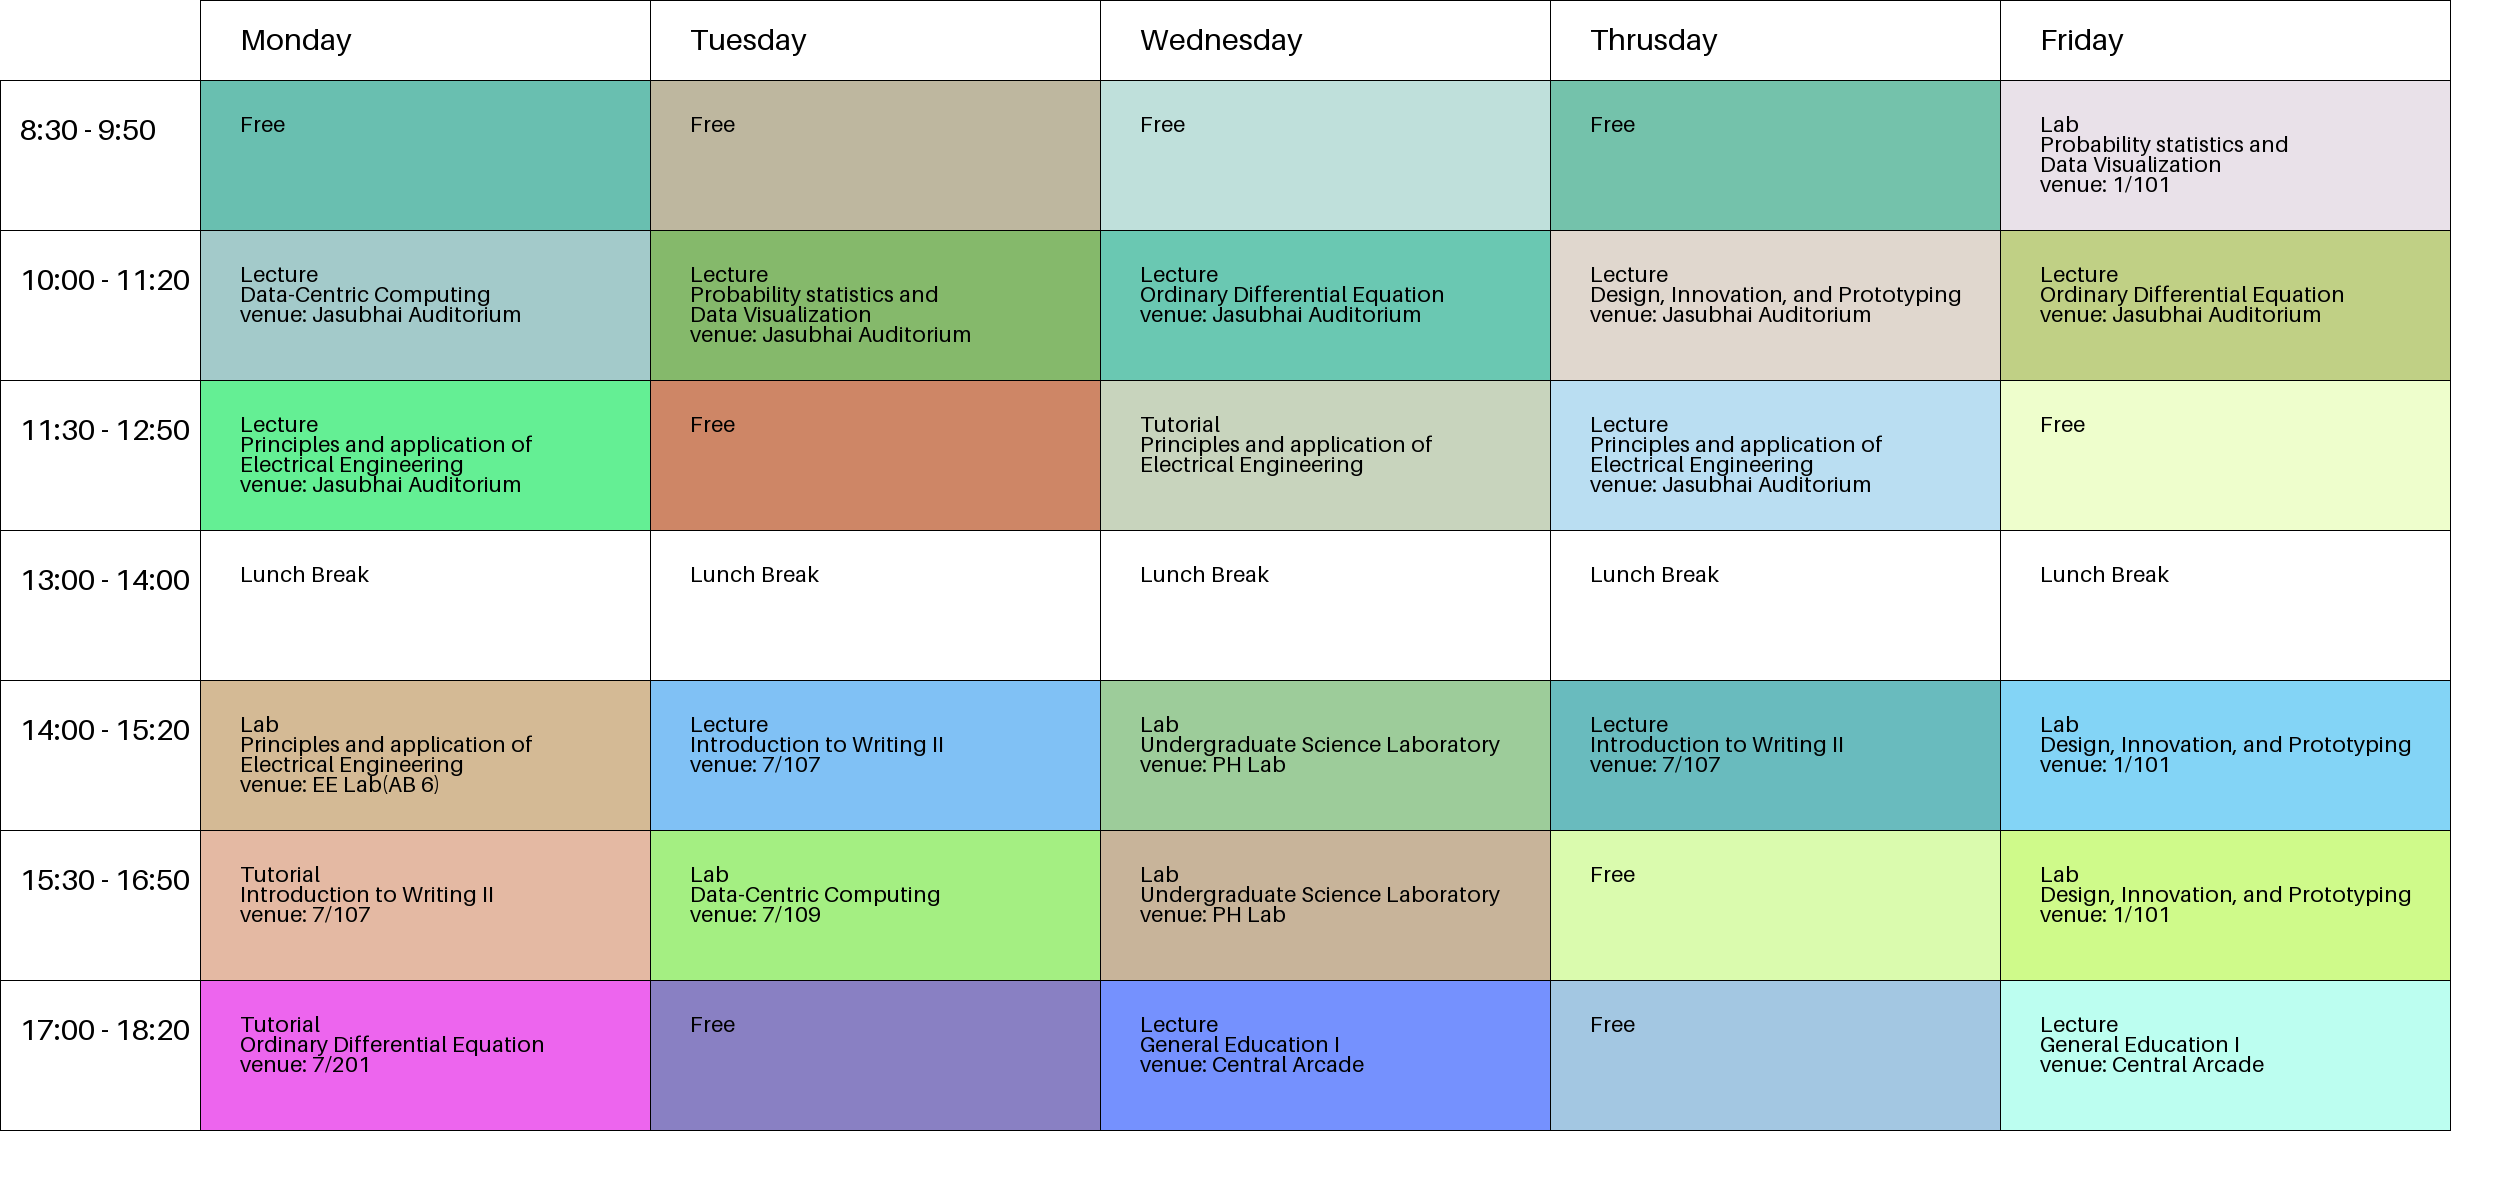 Monday
Tuesday
Wednesday
Thrusday
Friday
8:30 - 9:50
Free
Free
Free
Free
Lab
Probability statistics and
Data Visualization
venue: 1/101
10:00 - 11:20
Lecture
Data-Centric Computing
venue: Jasubhai Auditorium
Lecture
Probability statistics and
Data Visualization
venue: Jasubhai Auditorium
Lecture
Ordinary Differential Equation
venue: Jasubhai Auditorium
Lecture
Design, Innovation, and Prototyping
venue: Jasubhai Auditorium
Lecture
Ordinary Differential Equation
venue: Jasubhai Auditorium
11:30 - 12:50
Lecture
Principles and application of
Electrical Engineering
venue: Jasubhai Auditorium
Free
Tutorial
Principles and application of
Electrical Engineering
Lecture
Principles and application of
Electrical Engineering
venue: Jasubhai Auditorium
Free
13:00 - 14:00
Lunch Break
Lunch Break
Lunch Break
Lunch Break
Lunch Break
14:00 - 15:20
Lab
Principles and application of
Electrical Engineering
venue: EE Lab(AB 6)
Lecture
Introduction to Writing II
venue: 7/107
Lab
Undergraduate Science Laboratory
venue: PH Lab
Lecture
Introduction to Writing II
venue: 7/107
Lab
Design, Innovation, and Prototyping
venue: 1/101
15:30 - 16:50
Tutorial
Introduction to Writing II
venue: 7/107
Lab
Data-Centric Computing
venue: 7/109
Lab
Undergraduate Science Laboratory
venue: PH Lab
Free
Lab
Design, Innovation, and Prototyping
venue: 1/101
17:00 - 18:20
Tutorial
Ordinary Differential Equation
venue: 7/201
Free
Lecture
General Education I
venue: Central Arcade
Free
Lecture
General Education I
venue: Central Arcade